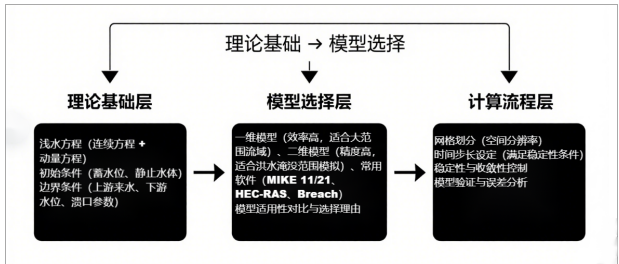 理论基础 → 模型选择
理论基础层
浅水方程（连续方程 +
动量方程）
初始条件（蓄水位、静止水体）
边界条件（上游来水、下游
水位、溃口参数）
模型选择层
一维模型（效率高，适合大范
围流域）、二维模型（精度高，
适合洪水淹没范围模拟）、常用
软件（MIKE 11/21、
HEC-RAS、Breach）
模型适用性对比与选择理由
计算流程层
网格划分（空间分辨率）
时间步长设定（满足稳定性条件）
稳定性与收敛性控制
模型验证与误差分析